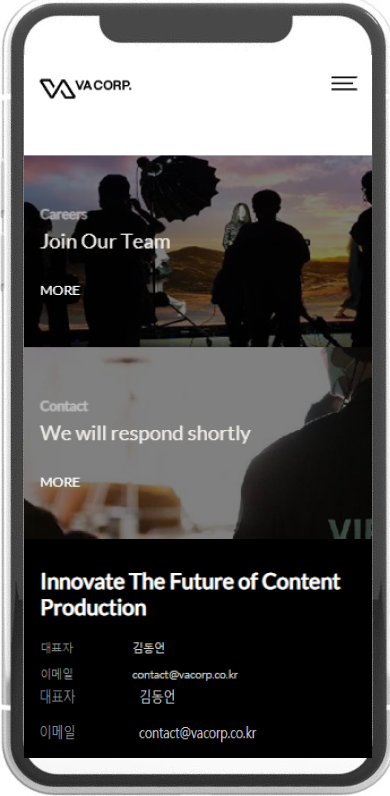 VA CORP.
Careers
Join Our Team
MORE
Contact
We will respond shortly
MORE
VIP
Innovate The Future of Content
Production
대표자 김동언
이메일 contact@vacorp.co.kr
대표자 김동언
이메일 contact@vacorp.co.kr